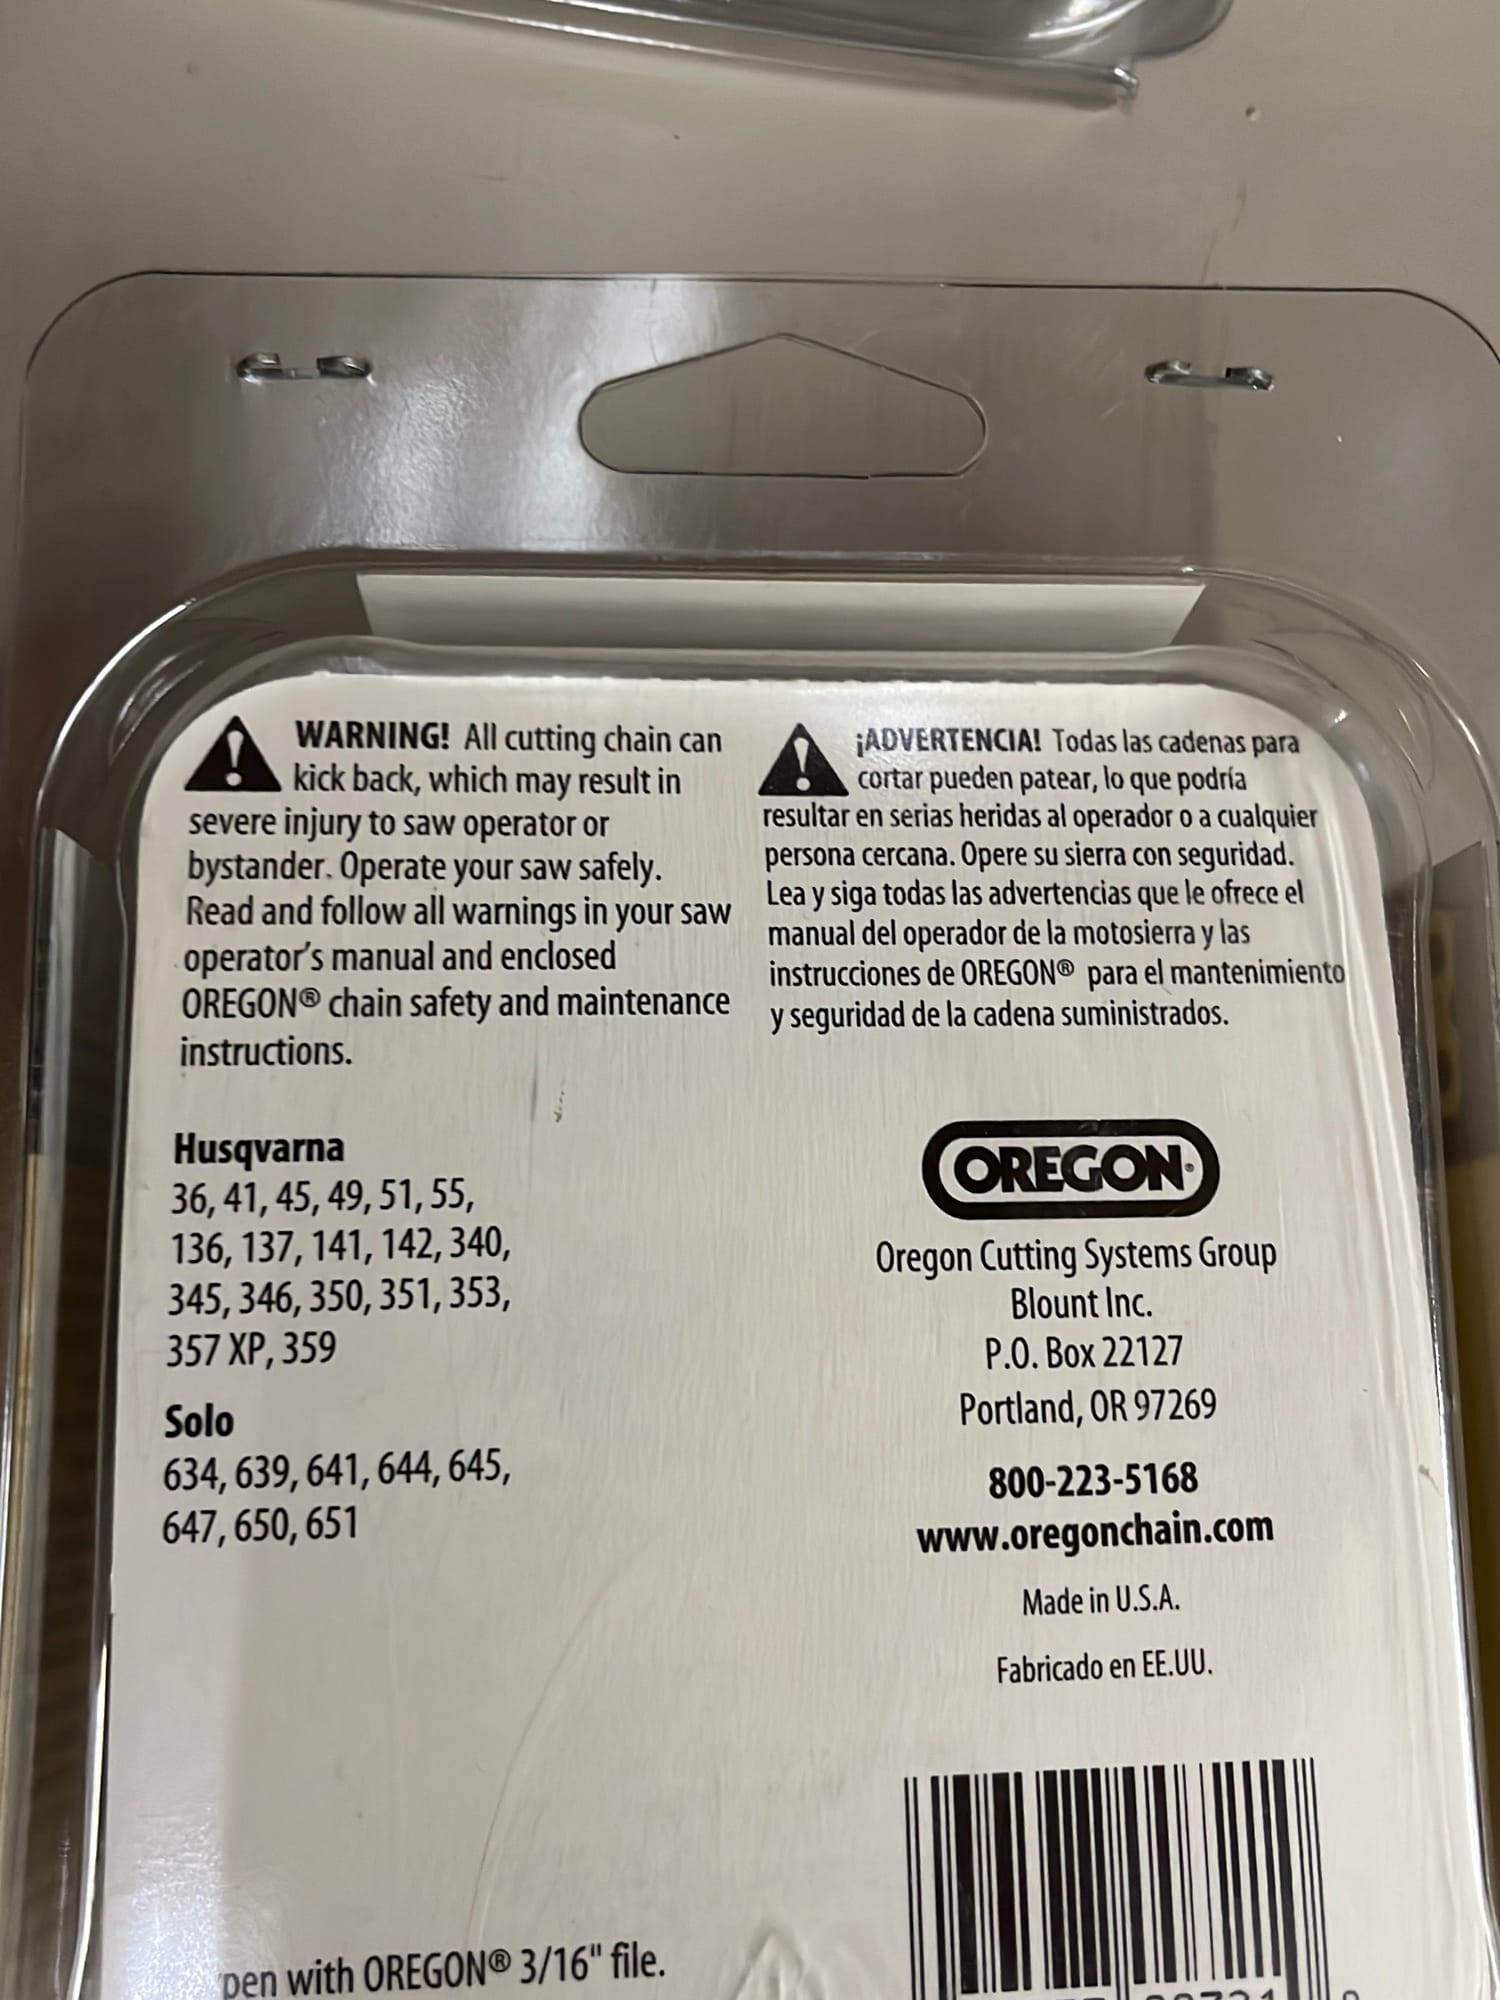 WARNING! All cutting chain can
kick back, which may result in
severe injury to saw operator or
bystander. Operate your saw safely.
Read and follow all warnings in your saw
operator's manual and enclosed
OREGON® chain safety and maintenance
instructions.
¡ADVERTENCIA! Todas las cadenas para
cortar pueden patear, lo que podría
resultar en serias heridas al operador o a cualquier
persona cercana. Opere su sierra con seguridad.
Lea y siga todas las advertencias que le ofrece el
manual del operador de la motosierra y las
instrucciones de OREGON® para el mantenimiento
y seguridad de la cadena suministrados.
Husqvarna
36, 41, 45, 49, 51, 55,
136, 137, 141, 142, 340,
345, 346, 350, 351, 353,
357 XP, 359
Solo
634, 639, 641, 644, 645,
647, 650, 651
OREGON
Oregon Cutting Systems Group
Blount Inc.
P.O. Box 22127
Portland, OR 97269
800-223-5168
www.oregonchain.com
Made in U.S.A.
Fabricado en EE.UU.
pen with OREGON® 3/16" file.